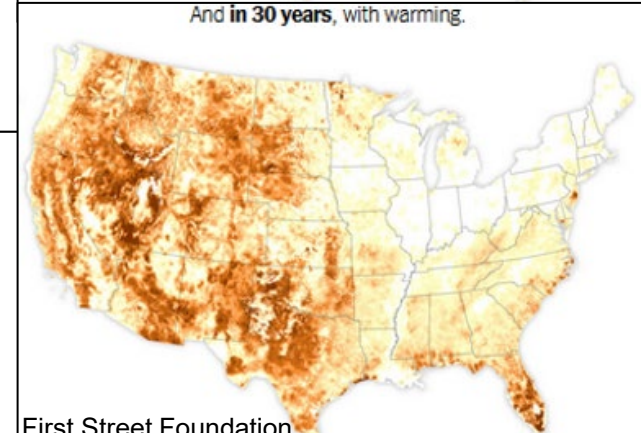 And in 30 years, with warming.
First Street Foundation